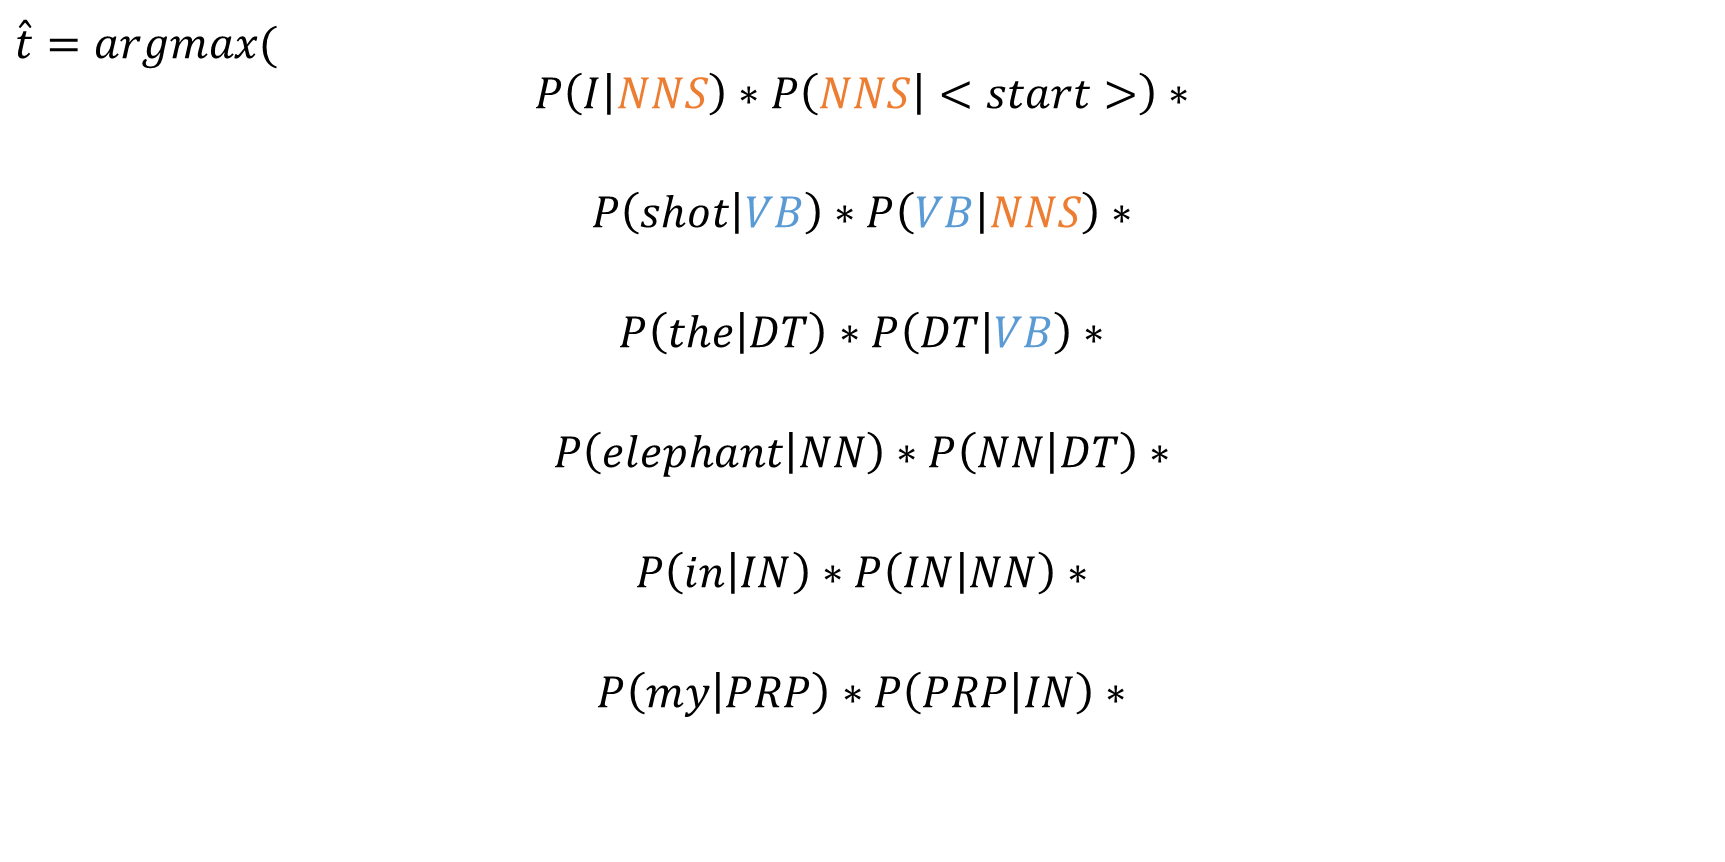 t̂ = argmax(
P(I|NNS) ∗ P(NNS| < start >) ∗
P(shot|VB) ∗ P(VB|NNS) ∗
P(the|DT) ∗ P(DT|VB) ∗
P(elephant|NN) ∗ P(NN|DT) ∗
P(in|IN) ∗ P(IN|NN) ∗
P(my|PRP) ∗ P(PRP|IN) ∗